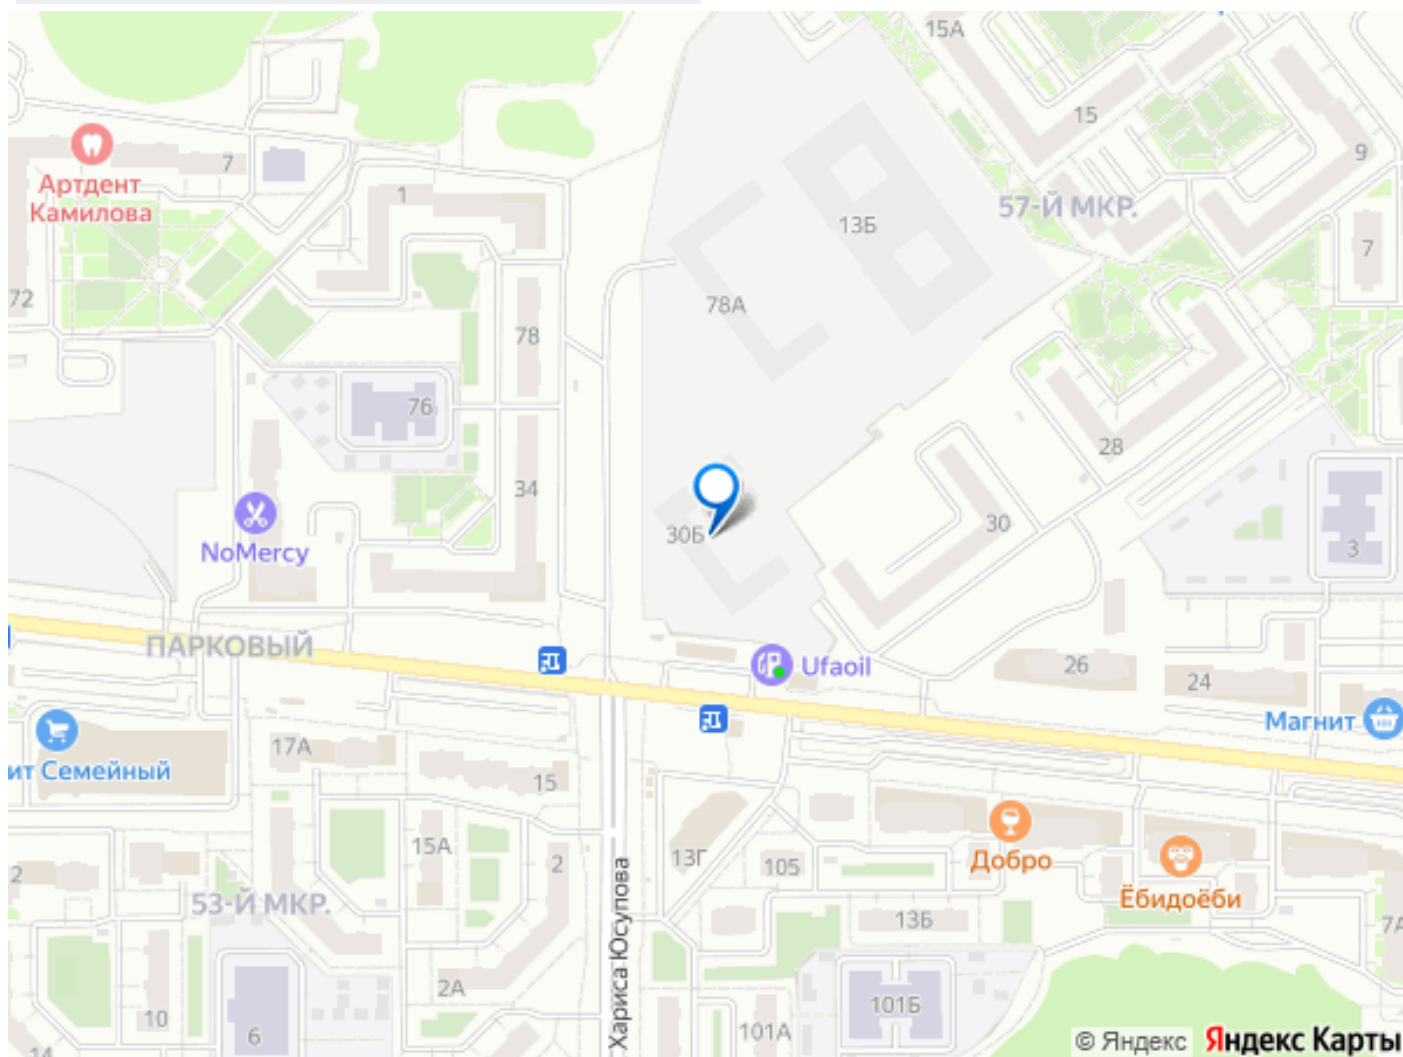 15А
15
9
7
Артдент
Камилова
1
57-Й МКР.
13Б
7
72
78А
78
76
28
34
30
30Б
NoMercy
3
ПАРКОВЫЙ
Ufaoil
26
24
Магнит
17А
ит Семейный
15
15А
2
13Г
105
Добро
2
53-Й МКР.
Хариса Юсупова
13Б
Ёбидоёби
7А
2А
10
6
101А
101Б
14
© Яндекс Яндекс Карты